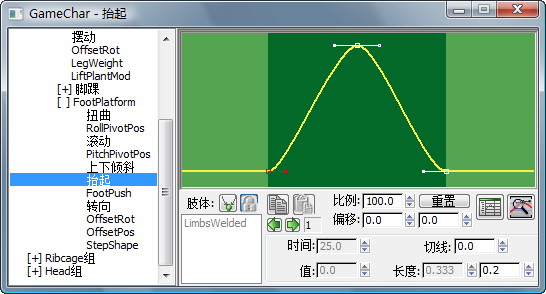 GameChar - 抬起
摆动
OffsetRot
LegWeight
LiftPlantMod
[+] 脚踝
[ ] FootPlatform
扭曲
RollPivotPos
滚动
PitchPivotPos
上下倾斜
抬起
FootPush
转向
OffsetRot
OffsetPos
StepShape
[+] Ribcage组
[+] Head组
肢体:
LimbsWelded
1
比例: 100.0 重置
偏移: 0.0 0.0
时间: 25.0 切线: 0.0
值: 0.0 长度: 0.333 0.2